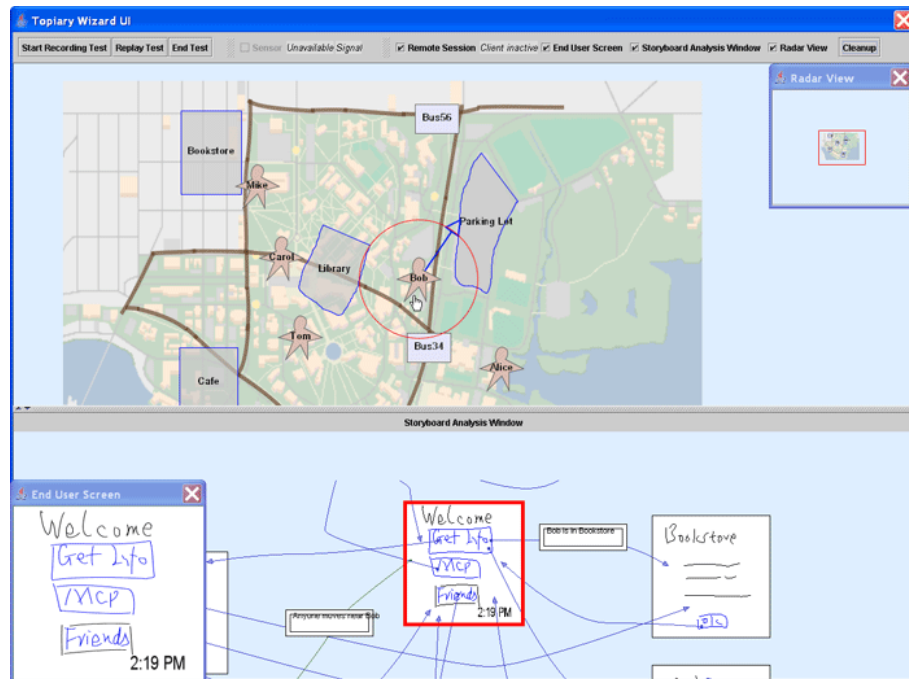 Topiary Wizard UI
Start Recording Test Replay Test End Test Sensor Unavailable Signal Remote Session Client inactive End User Screen Storyboard Analysis Window Radar View Cleanup
Radar View
Bus56
Bookstore
Mike
Parking Lot
Carol
Library
Bob
Tom
Bus34
Alice
Cafe
Storyboard Analysis Window
End User Screen
Welcome
Get Info
MCP
Friends
2:19 PM
Welcome
Get Info
MCP
Friends
2:19 PM
Bob is in Bookstore
Anyone moves near Bob
Bookstore